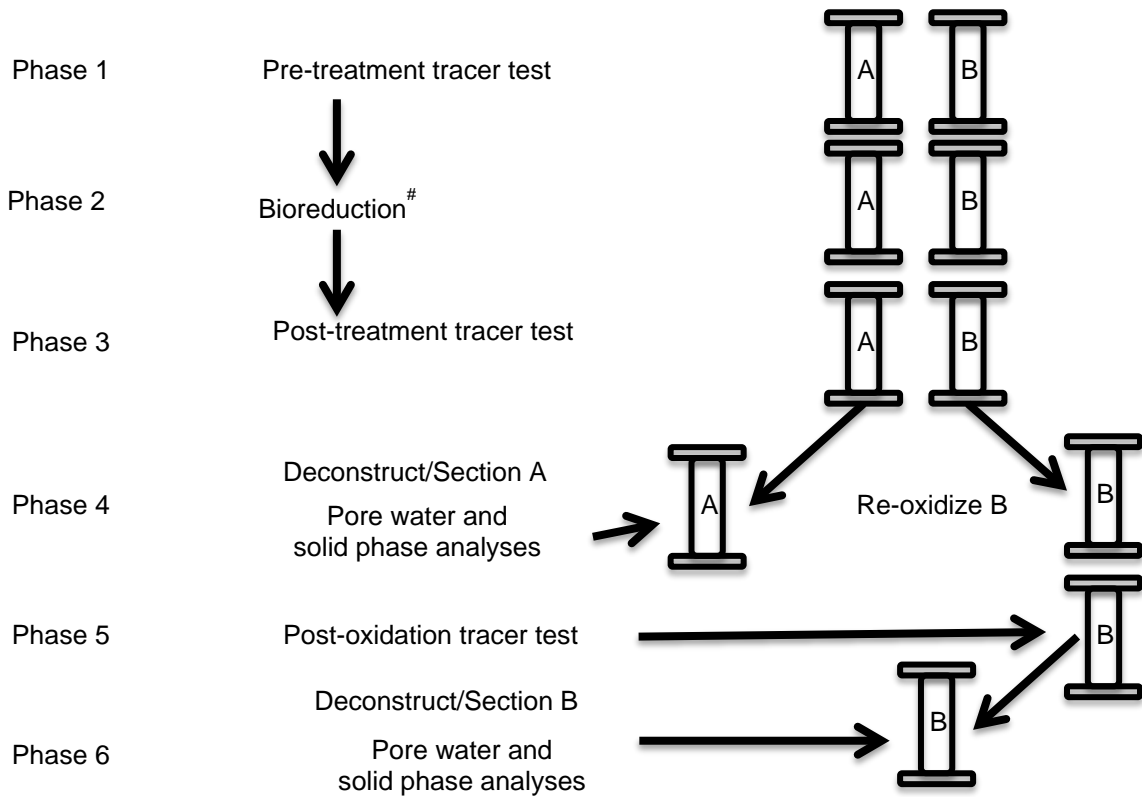 Phase 1
Pre-treatment tracer test
A
B
Phase 2
Bioreduction#
A
B
Phase 3
Post-treatment tracer test
A
B
Phase 4
Deconstruct/Section A
Pore water and
solid phase analyses
A
Re-oxidize B
B
Phase 5
Post-oxidation tracer test
B
Phase 6
Deconstruct/Section B
Pore water and
solid phase analyses
B